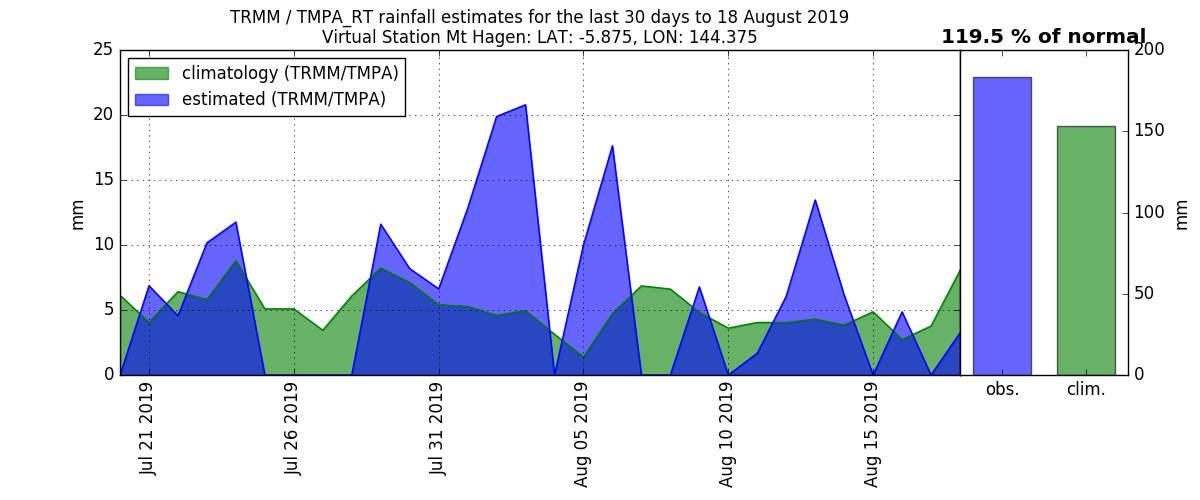 TRMM / TMPA_RT rainfall estimates for the last 30 days to 18 August 2019
Virtual Station Mt Hagen: LAT: -5.875, LON: 144.375
119.5 % of normal
climatology (TRMM/TMPA)
estimated (TRMM/TMPA)
25
20
15
10
5
0
mm
Jul 21 2019
Jul 26 2019
Jul 31 2019
Aug 05 2019
Aug 10 2019
Aug 15 2019
200
150
100
50
0
mm
obs.
clim.